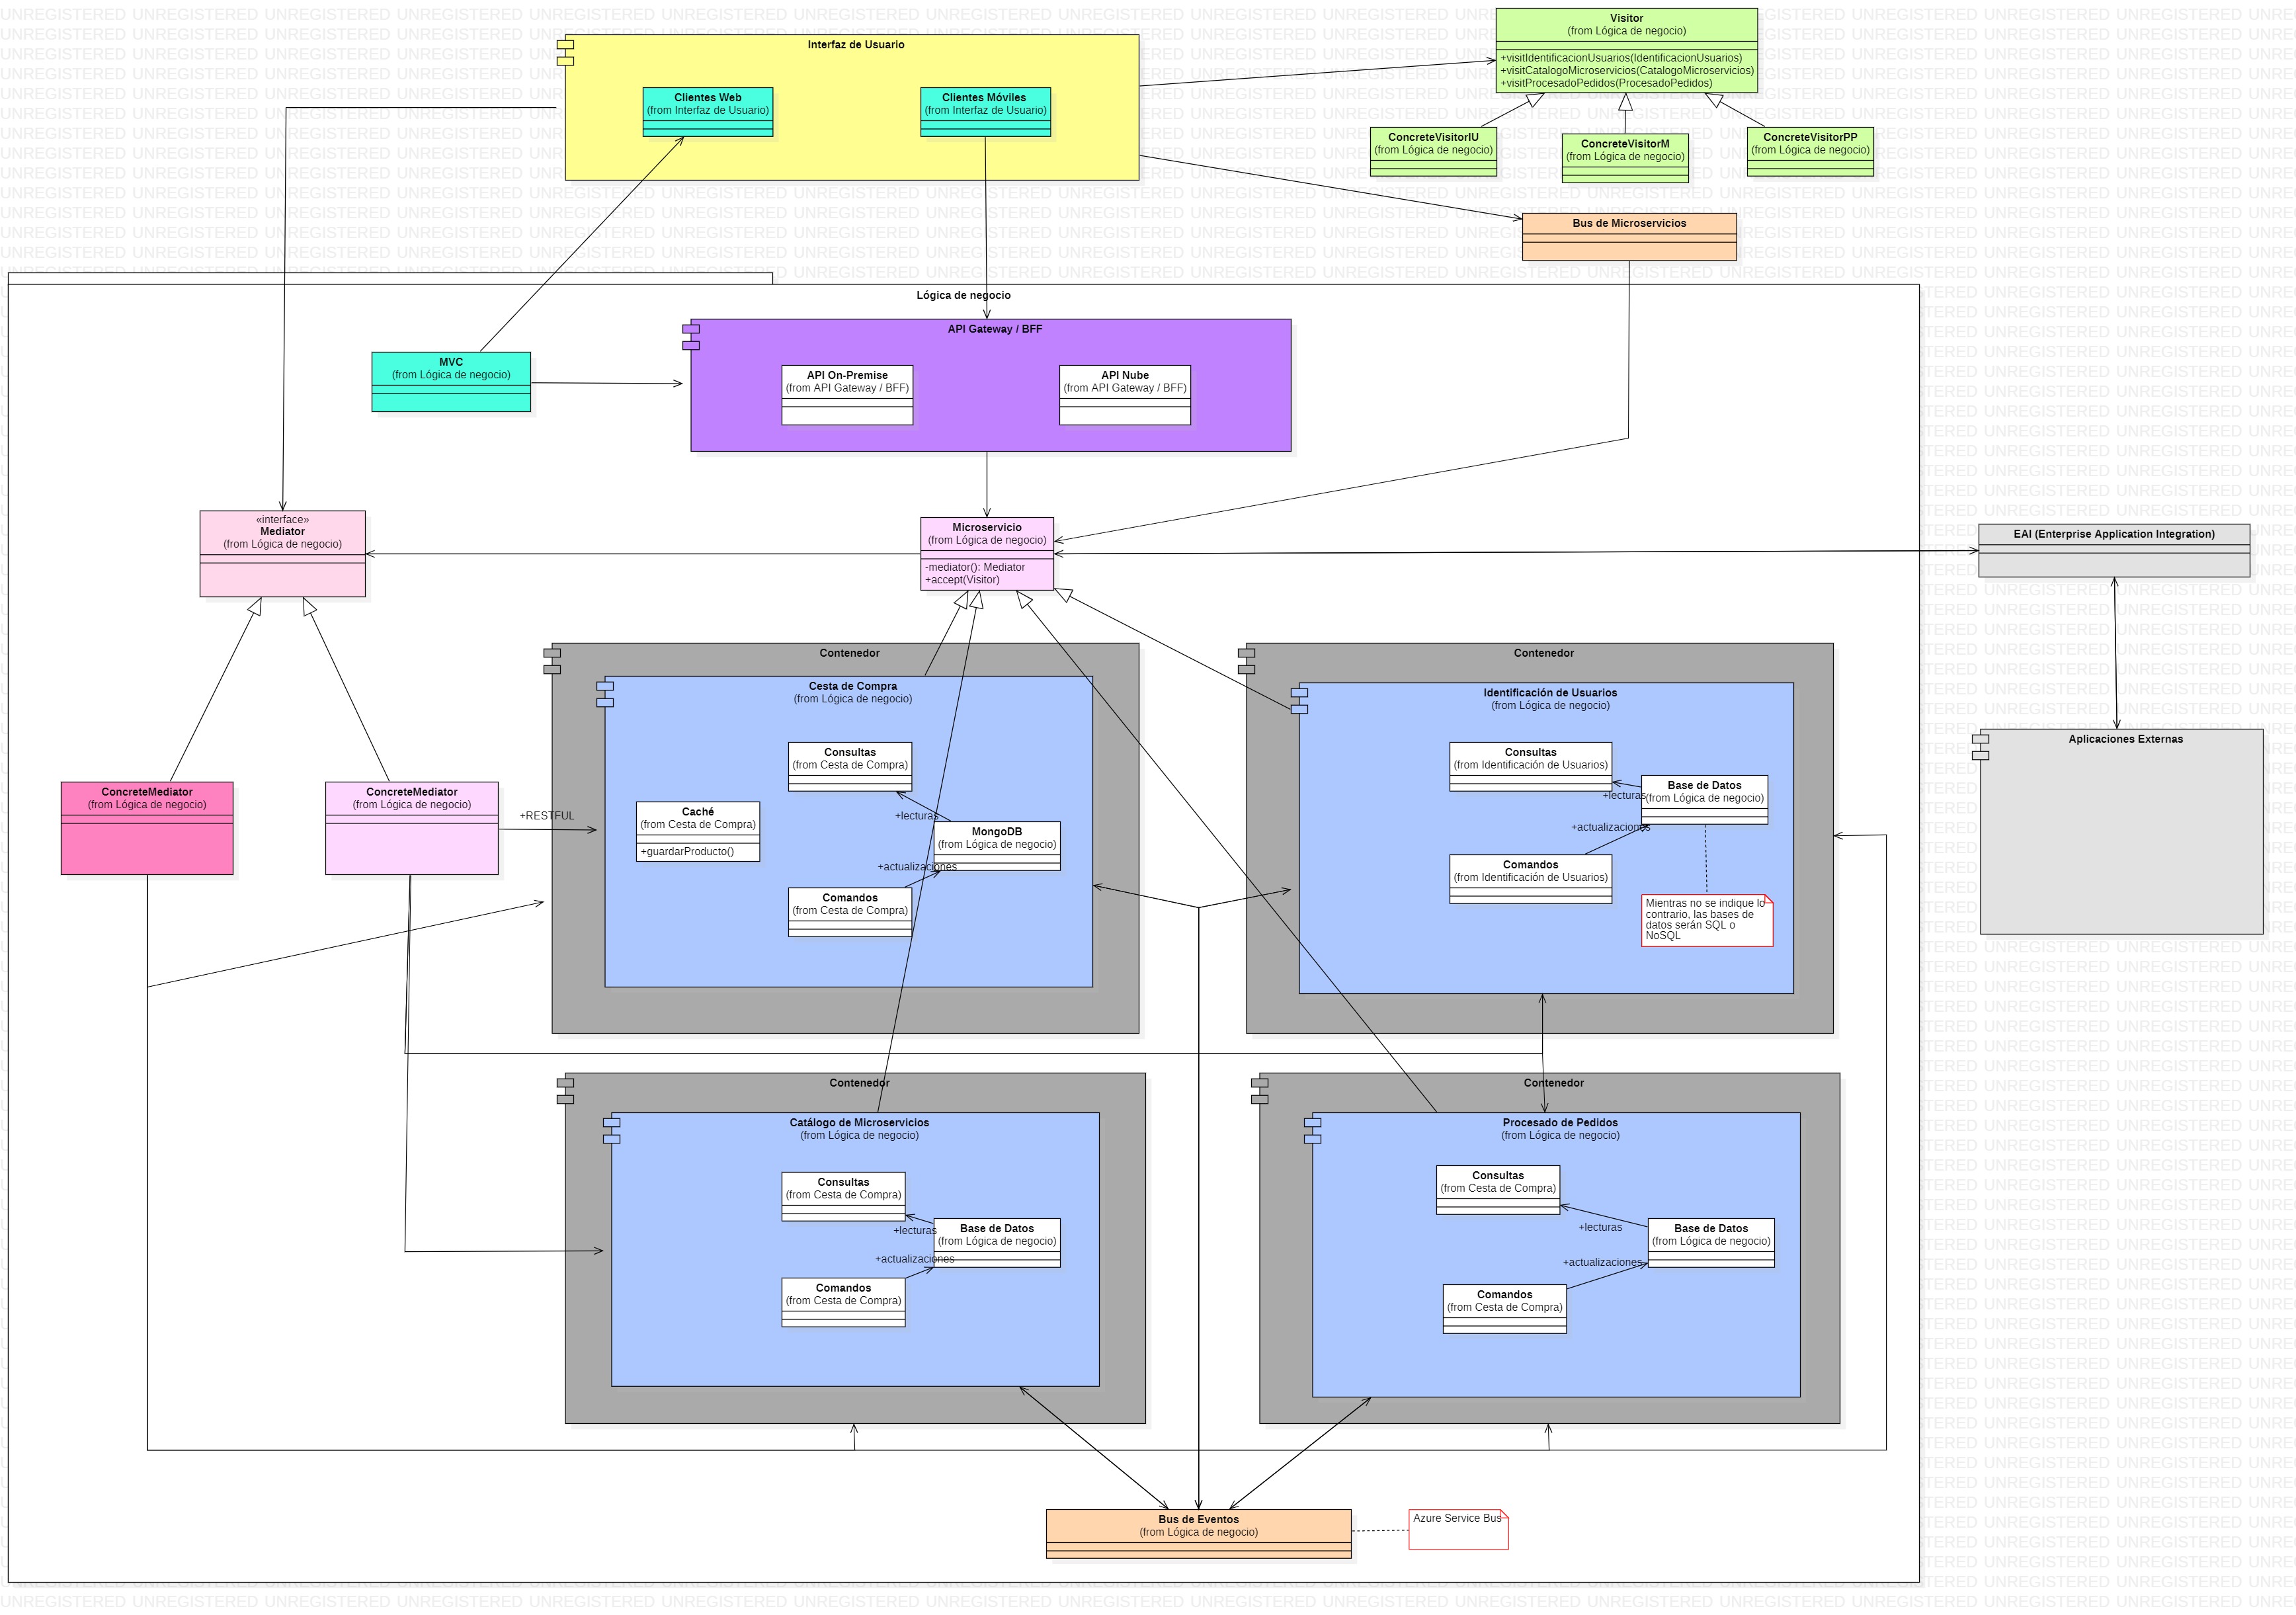 Interfaz de Usuario
Clientes Web
(from Interfaz de Usuario)
Clientes Móviles
(from Interfaz de Usuario)
Visitor
(from Lógica de negocio)
+visitIdentificacionUsuarios(IdentificacionUsuarios)
+visitCatalogoMicroservicios(CatalogoMicroservicios)
+visitProcesadoPedidos(ProcesadoPedidos)
ConcreteVisitorIU
(from Lógica de negocio)
ConcreteVisitorM
(from Lógica de negocio)
ConcreteVisitorPP
(from Lógica de negocio)
Bus de Microservicios
Lógica de negocio
MVC
(from Lógica de negocio)
API Gateway / BFF
API On-Premise
(from API Gateway / BFF)
API Nube
(from API Gateway / BFF)
«interface»
Mediator
(from Lógica de negocio)
Microservicio
(from Lógica de negocio)
-mediator(): Mediator
+accept(Visitor)
EAI (Enterprise Application Integration)
Aplicaciones Externas
ConcreteMediator
(from Lógica de negocio)
ConcreteMediator
(from Lógica de negocio)
+RESTFUL
Contenedor
Cesta de Compra
(from Lógica de negocio)
Consultas
(from Cesta de Compra)
Caché
(from Cesta de Compra)
+guardarProducto()
+lecturas
MongoDB
(from Lógica de negocio)
+actualizaciones
Comandos
(from Cesta de Compra)
Contenedor
Identificación de Usuarios
(from Lógica de negocio)
Consultas
(from Identificación de Usuarios)
Base de Datos
(from Lógica de negocio)
+lecturas
+actualizaciones
Comandos
(from Identificación de Usuarios)
Mientras no se indique lo
contrario, las bases de
datos serán SQL o
NoSQL
Contenedor
Catálogo de Microservicios
(from Lógica de negocio)
Consultas
(from Cesta de Compra)
+lecturas
Base de Datos
(from Lógica de negocio)
+actualizaciones
Comandos
(from Cesta de Compra)
Contenedor
Procesado de Pedidos
(from Lógica de negocio)
Consultas
(from Cesta de Compra)
+lecturas
Base de Datos
(from Lógica de negocio)
+actualizaciones
Comandos
(from Cesta de Compra)
Bus de Eventos
(from Lógica de negocio)
Azure Service Bus
UNREGISTERED